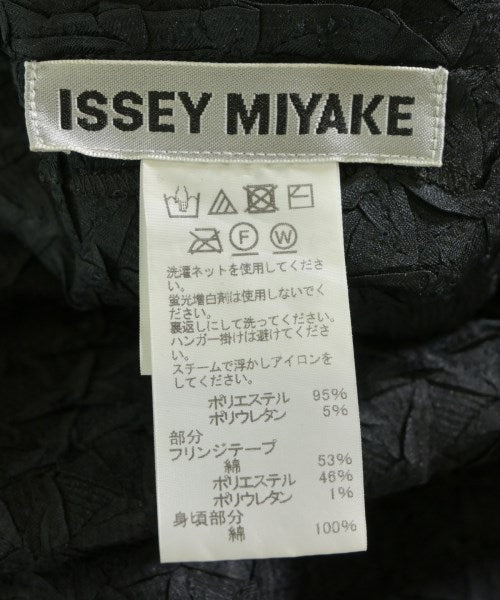 ISSEY MIYAKE
F W
洗濯ネットを使用してくださ
い。
蛍光増白剤は使用しないでく
ださい。
裏返しにして洗ってください。
ハンガー掛けは避けてくださ
い。
スチームで浮かしアイロンを
してください。
ポリエステル 95%
ポリウレタン 5%
部分
フリンジテープ
綿 53%
ポリエステル 46%
ポリウレタン 1%
身頃部分
綿 100%